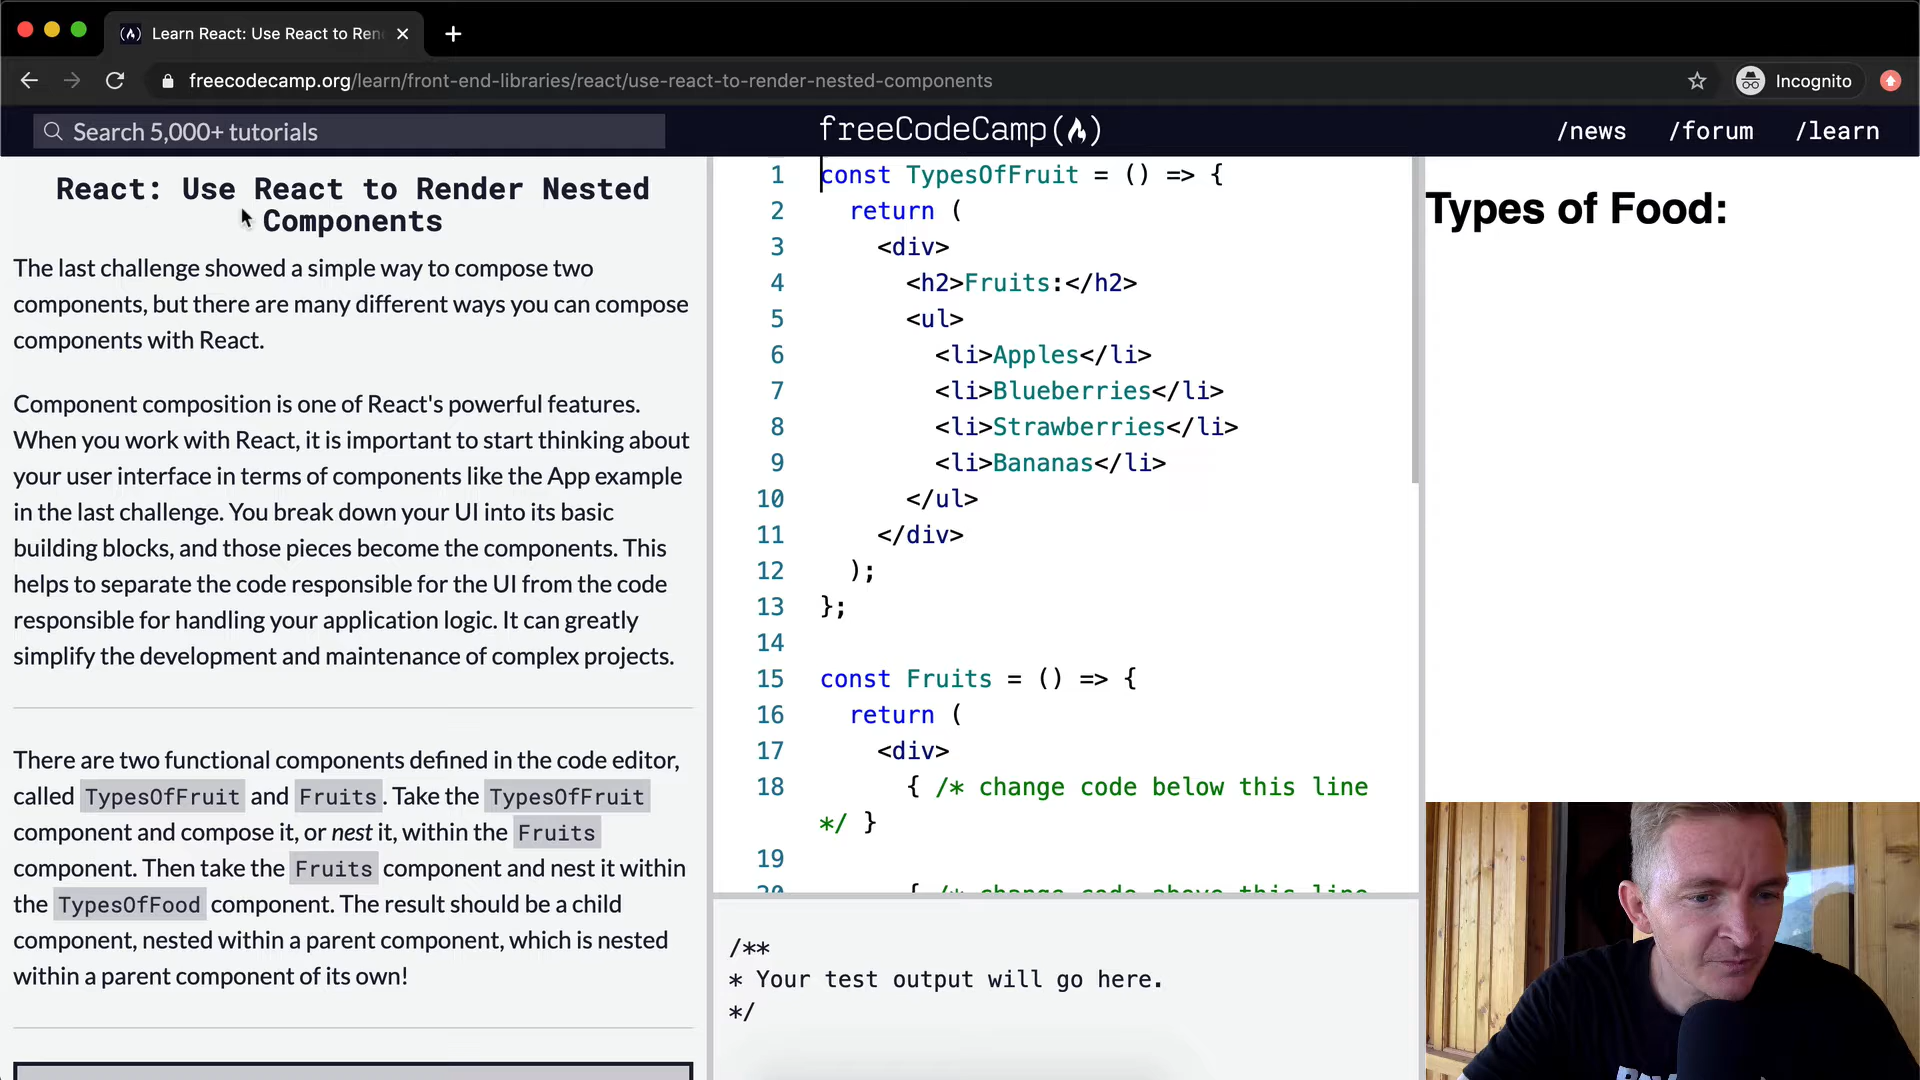 Learn React: Use React to Ren
freecodecamp.org/learn/front-end-libraries/react/use-react-to-render-nested-components
Incognito
Search 5,000+ tutorials
freeCodeCamp
/news
/forum
/learn
React: Use React to Render Nested
Components
The last challenge showed a simple way to compose two
components, but there are many different ways you can compose
components with React.
Component composition is one of React's powerful features.
When you work with React, it is important to start thinking about
your user interface in terms of components like the App example
in the last challenge. You break down your UI into its basic
building blocks, and those pieces become the components. This
helps to separate the code responsible for the UI from the code
responsible for handling your application logic. It can greatly
simplify the development and maintenance of complex projects.
There are two functional components defined in the code editor,
called TypesOfFruit and Fruits. Take the TypesOfFruit
component and compose it, or nest it, within the Fruits
component. Then take the Fruits component and nest it within
the TypesOfFood component. The result should be a child
component, nested within a parent component, which is nested
within a parent component of its own!
1 const TypesOfFruit = () => {
2 return (
3 <div>
4 <h2>Fruits:</h2>
5 <ul>
6 <li>Apples</li>
7 <li>Blueberries</li>
8 <li>Strawberries</li>
9 <li>Bananas</li>
10 </ul>
11 </div>
12 );
13 };
14
15 const Fruits = () => {
16 return (
17 <div>
18 { /* change code below this line
*/ }
19
20 { /* change code above this line
/**
* Your test output will go here.
*/
Types of Food: